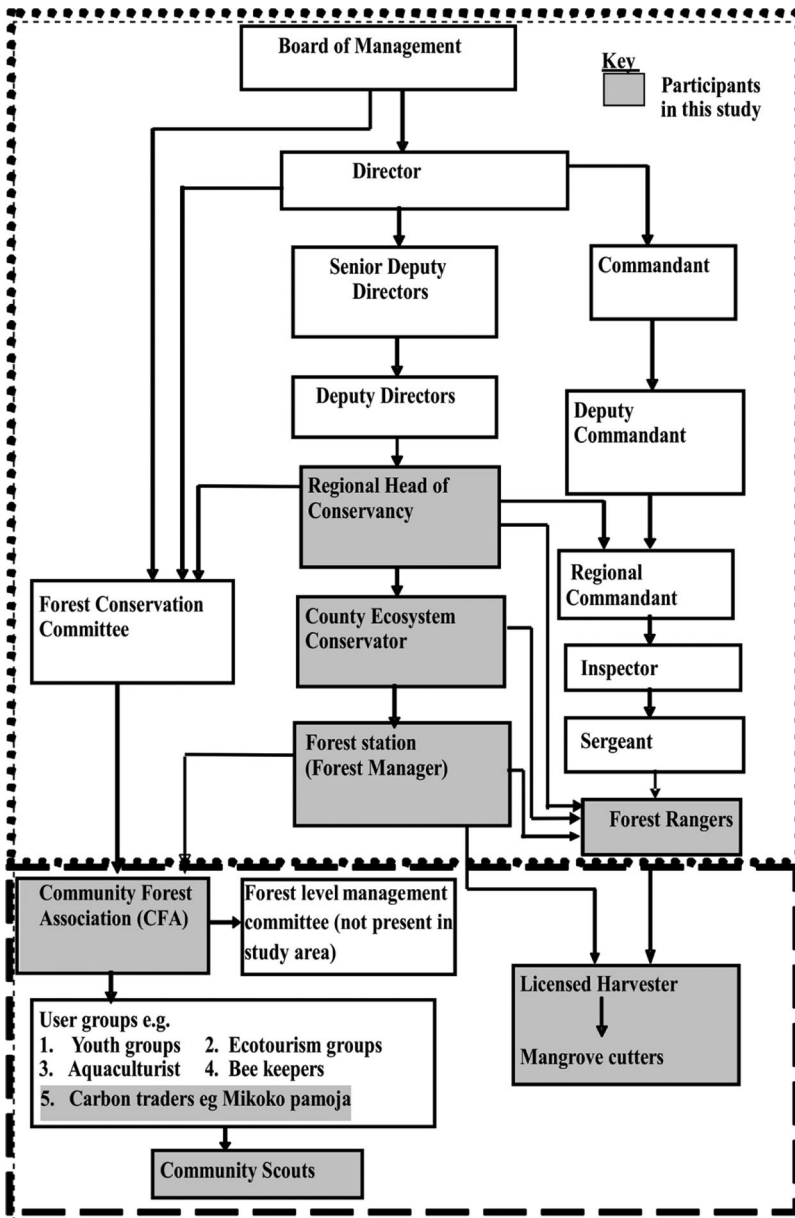 Board of Management
Key
Participants
in this study
Director
Senior Deputy
Directors
Commandant
Deputy Directors
Deputy
Commandant
Regional Head of
Conservancy
Regional
Commandant
Forest Conservation
Committee
County Ecosystem
Conservator
Inspector
Forest station
(Forest Manager)
Sergeant
Forest Rangers
Community Forest
Association (CFA)
Forest level management
committee (not present in
study area)
Licensed Harvester
Mangrove cutters
User groups e.g.
1. Youth groups 2. Ecotourism groups
3. Aquaculturist 4. Bee keepers
5. Carbon traders eg Mikoko pamoja
Community Scouts